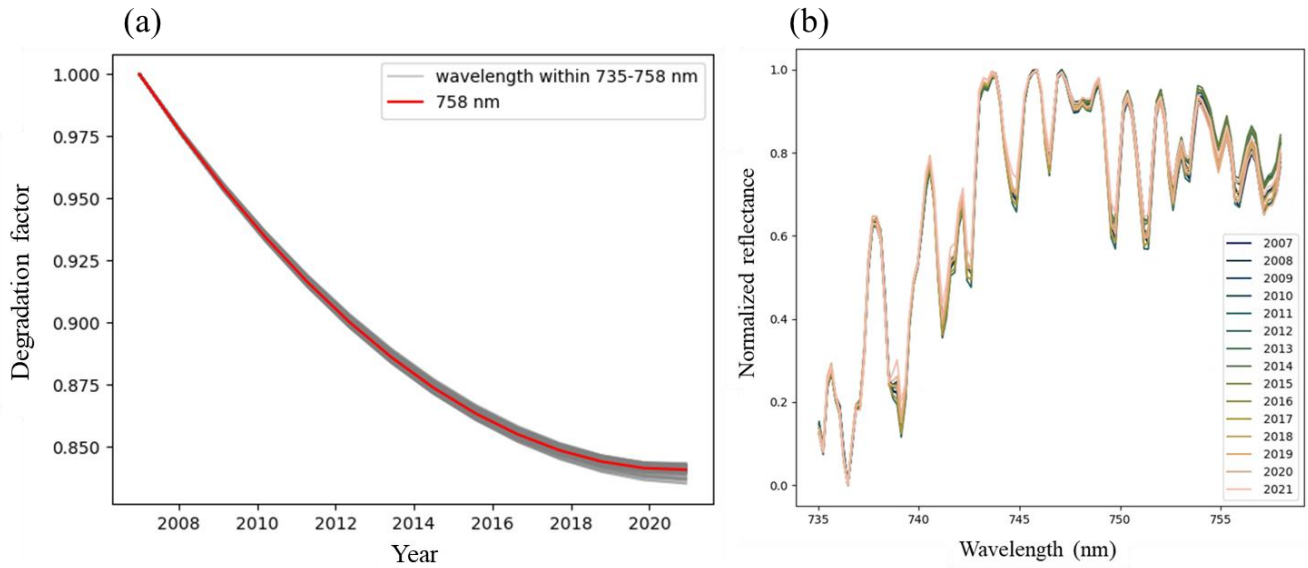 (a)
1.000
0.975
0.950
0.925
0.900
0.875
0.850
Degradation factor
wavelength within 735-758 nm
758 nm
2008 2010 2012 2014 2016 2018 2020
Year
(b)
1.0
0.8
0.6
0.4
0.2
0.0
Normalized reflectance
2007
2008
2009
2010
2011
2012
2013
2014
2015
2016
2017
2018
2019
2020
2021
735 740 745 750 755
Wavelength (nm)